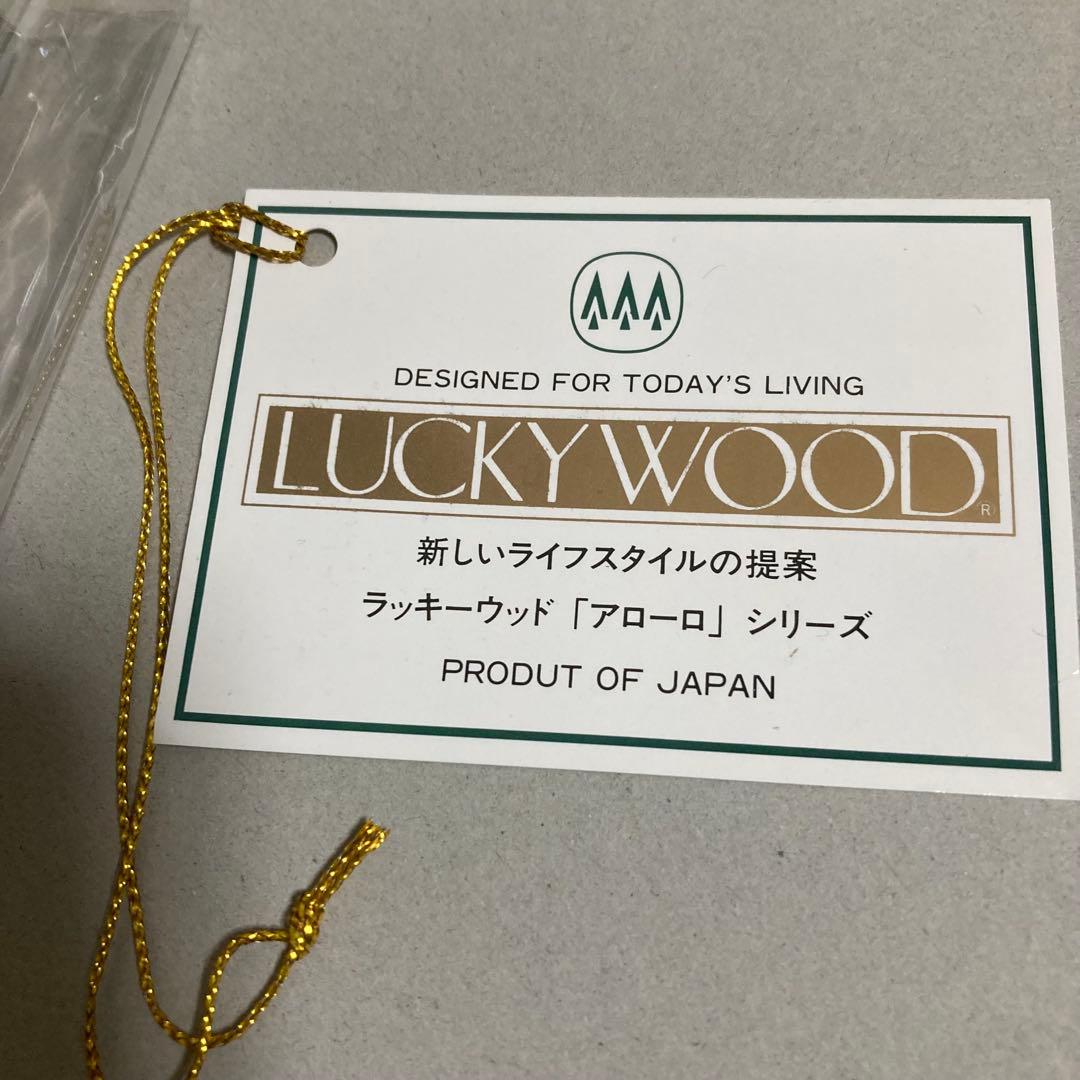 DESIGNED FOR TODAY'S LIVING
LUCKYWOOD®
新しいライフスタイルの提案
ラッキーウッド「アローロ」シリーズ
PRODUT OF JAPAN